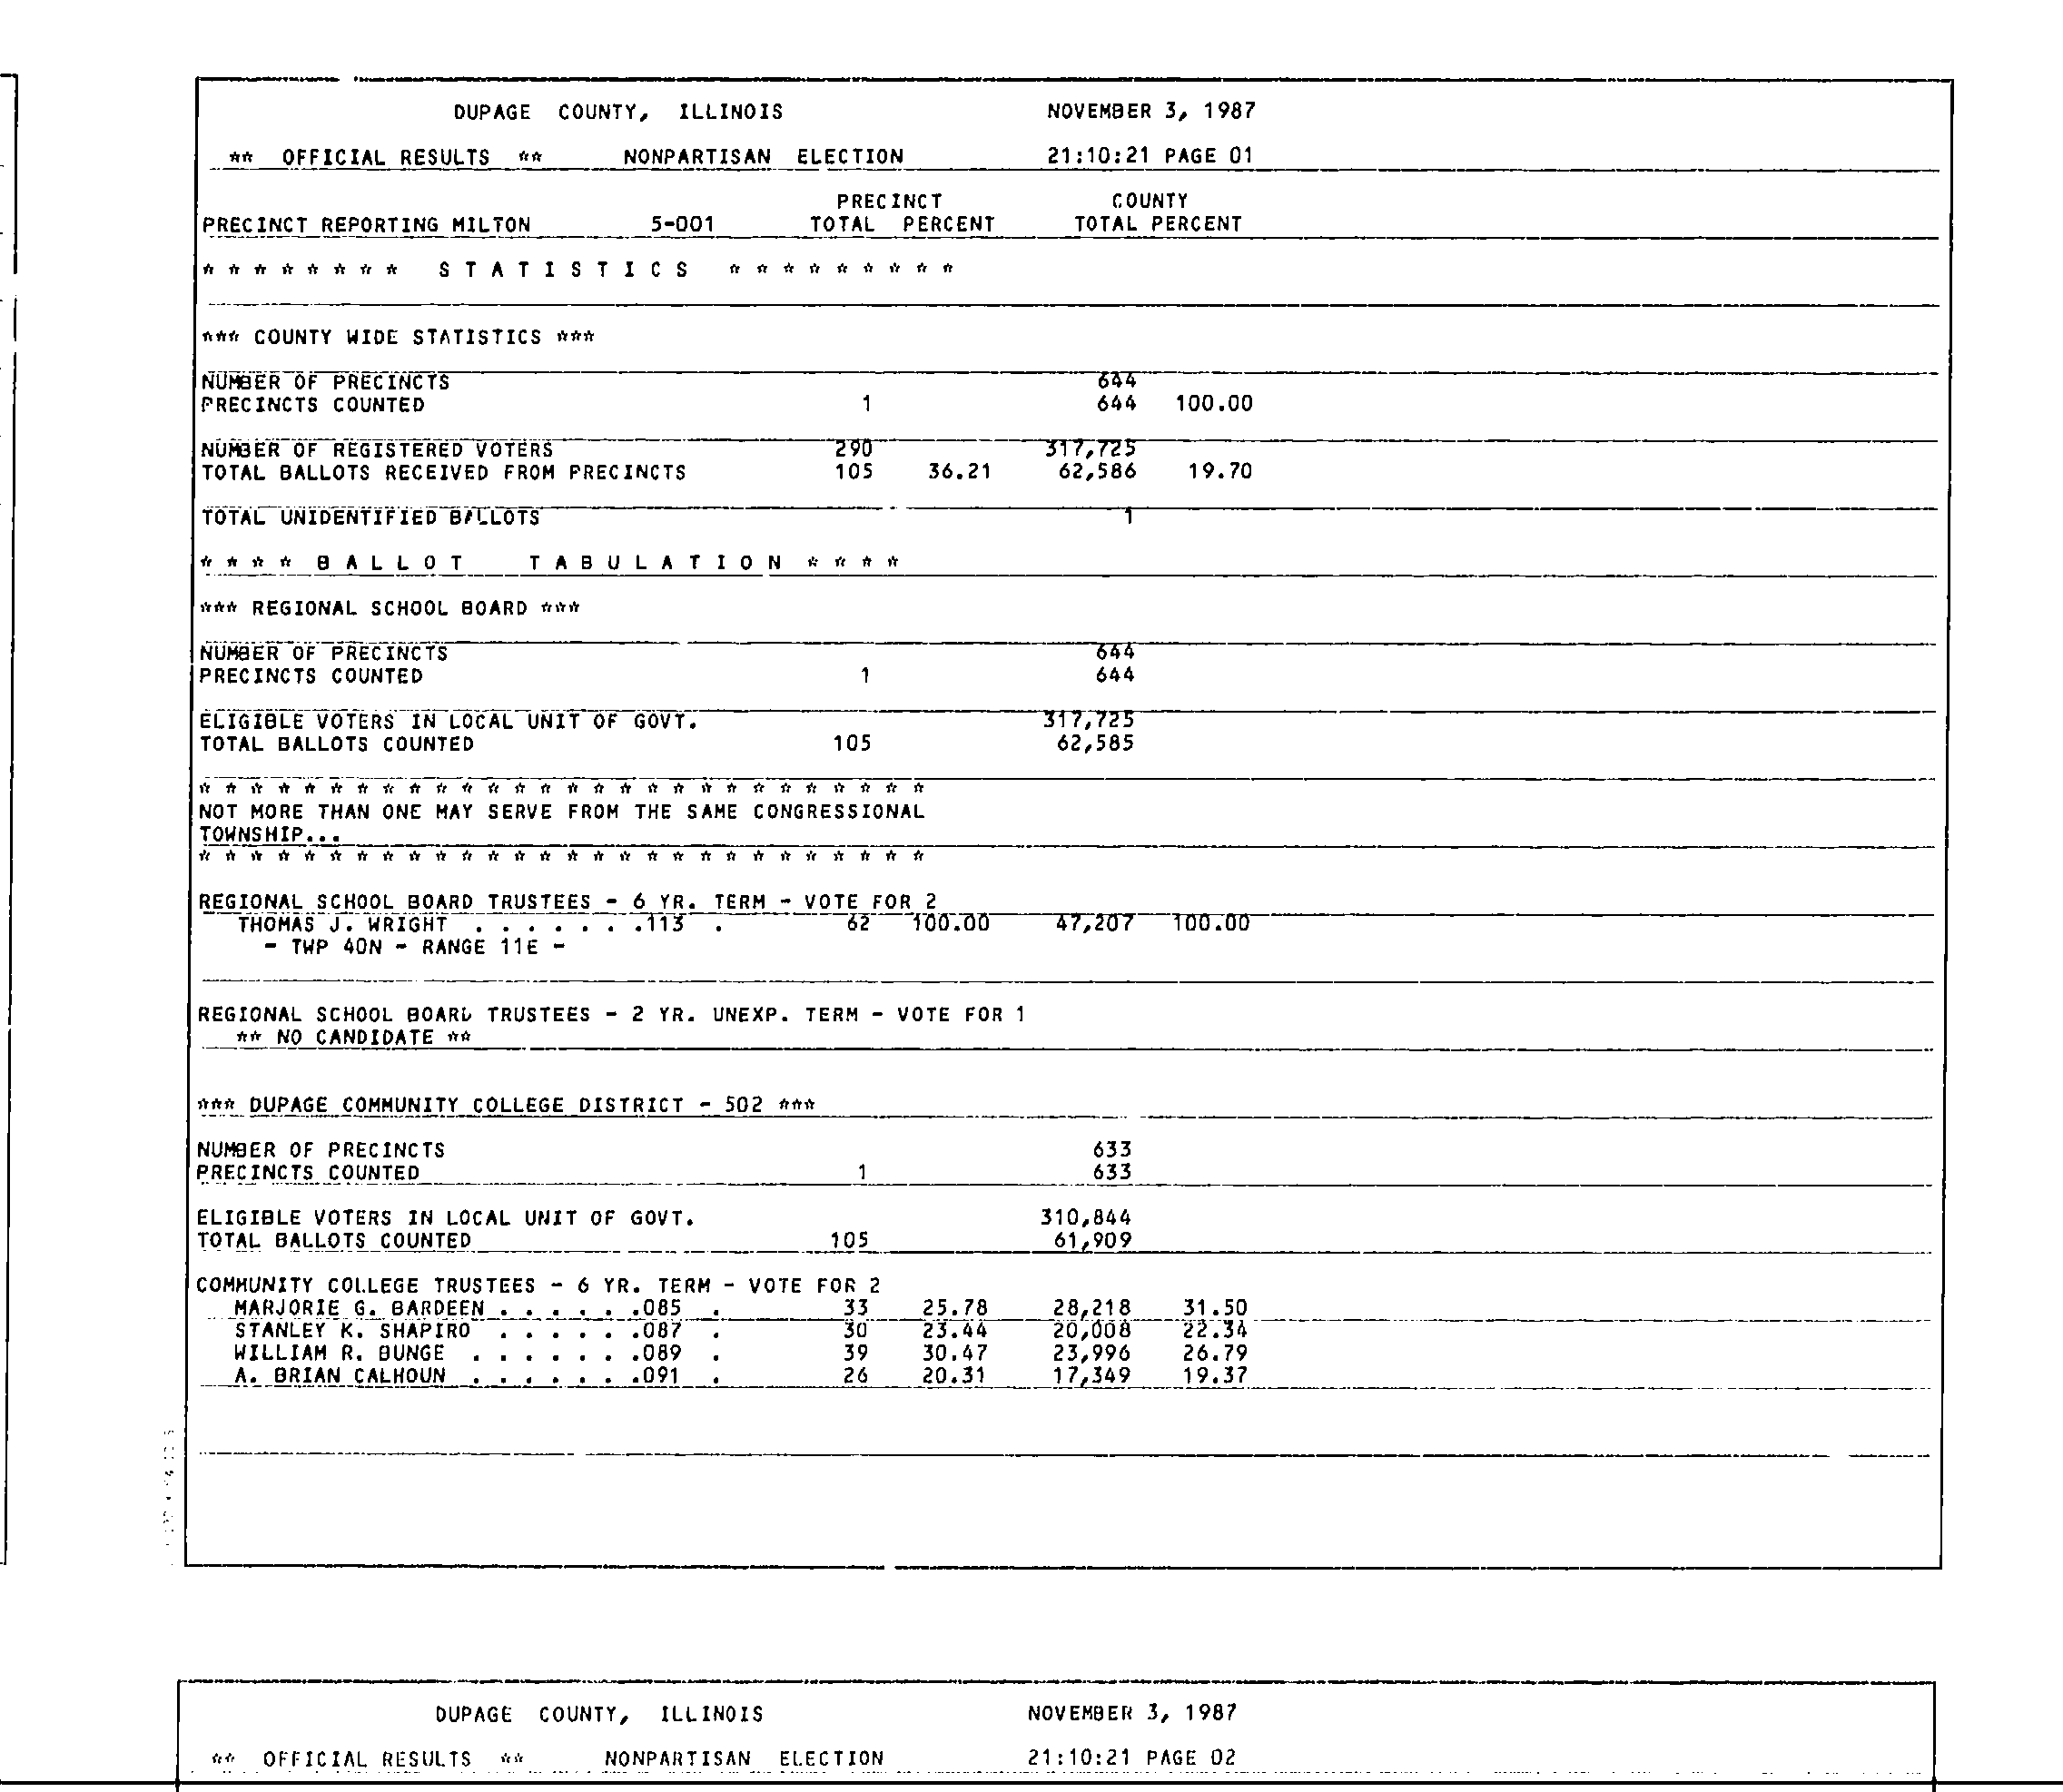 DUPAGE COUNTY, ILLINOIS NOVEMBER 3, 1987
** OFFICIAL RESULTS ** NONPARTISAN ELECTION 21:10:21 PAGE 01
PRECINCT COUNTY
PRECINCT REPORTING MILTON 5-001 TOTAL PERCENT TOTAL PERCENT
* * * * * * * * S T A T I S T I C S * * * * * * * * *
*** COUNTY WIDE STATISTICS ***
NUMBER OF PRECINCTS 644
PRECINCTS COUNTED 1 644 100.00
NUMBER OF REGISTERED VOTERS 290 317,725
TOTAL BALLOTS RECEIVED FROM PRECINCTS 105 36.21 62,586 19.70
TOTAL UNIDENTIFIED BALLOTS 1
* * * * B A L L O T T A B U L A T I O N * * * *
*** REGIONAL SCHOOL BOARD ***
NUMBER OF PRECINCTS 644
PRECINCTS COUNTED 1 644
ELIGIBLE VOTERS IN LOCAL UNIT OF GOVT. 317,725
TOTAL BALLOTS COUNTED 105 62,585
* * * * * * * * * * * * * * * * * * * * * * * * * * * *
NOT MORE THAN ONE MAY SERVE FROM THE SAME CONGRESSIONAL
TOWNSHIP...
* * * * * * * * * * * * * * * * * * * * * * * * * * * *
REGIONAL SCHOOL BOARD TRUSTEES - 6 YR. TERM - VOTE FOR 2
THOMAS J. WRIGHT . . . . . . .113 . 62 100.00 47,207 100.00
- TWP 40N - RANGE 11E -
REGIONAL SCHOOL BOARD TRUSTEES - 2 YR. UNEXP. TERM - VOTE FOR 1
** NO CANDIDATE **
*** DUPAGE COMMUNITY COLLEGE DISTRICT - 502 ***
NUMBER OF PRECINCTS 633
PRECINCTS COUNTED 1 633
ELIGIBLE VOTERS IN LOCAL UNIT OF GOVT. 310,844
TOTAL BALLOTS COUNTED 105 61,909
COMMUNITY COLLEGE TRUSTEES - 6 YR. TERM - VOTE FOR 2
MARJORIE G. BARDEEN . . . . . .085 . 33 25.78 28,218 31.50
STANLEY K. SHAPIRO . . . . . .087 . 30 23.44 20,008 22.34
WILLIAM R. BUNGE . . . . . . .089 . 39 30.47 23,996 26.79
A. BRIAN CALHOUN . . . . . . .091 . 26 20.31 17,349 19.37
DUPAGE COUNTY, ILLINOIS NOVEMBER 3, 1987
** OFFICIAL RESULTS ** NONPARTISAN ELECTION 21:10:21 PAGE 02